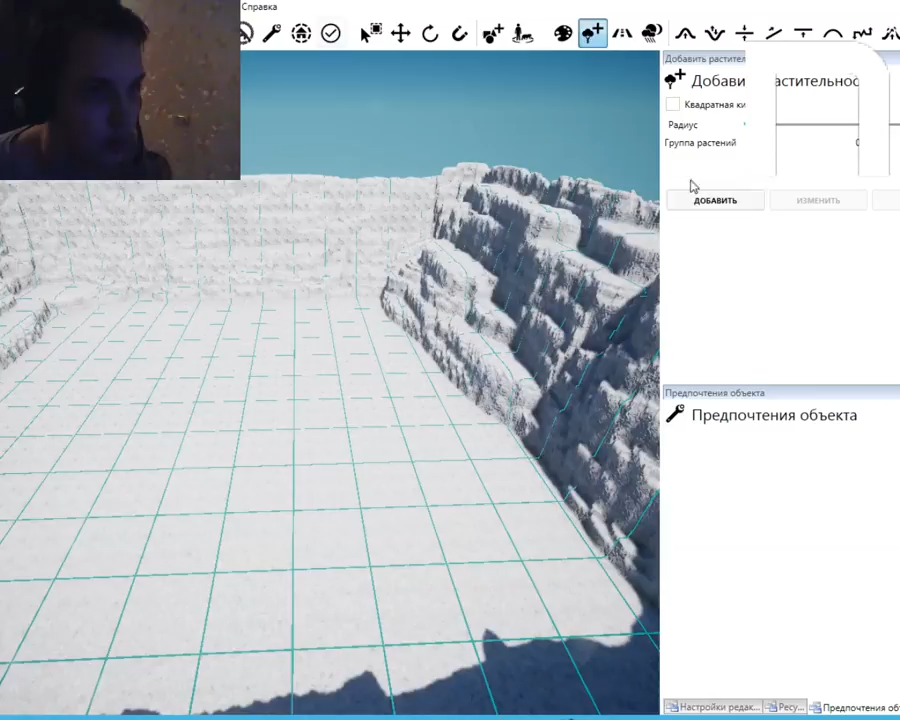 Справка
Добавить растител
Добави астительнос
Квадратная ки
Радиус
Группа растений
ДОБАВИТЬ
ИЗМЕНИТЬ
Предпочтения объекта
Предпочтения объекта
Настройки редак... Ресу... Предпочтения об